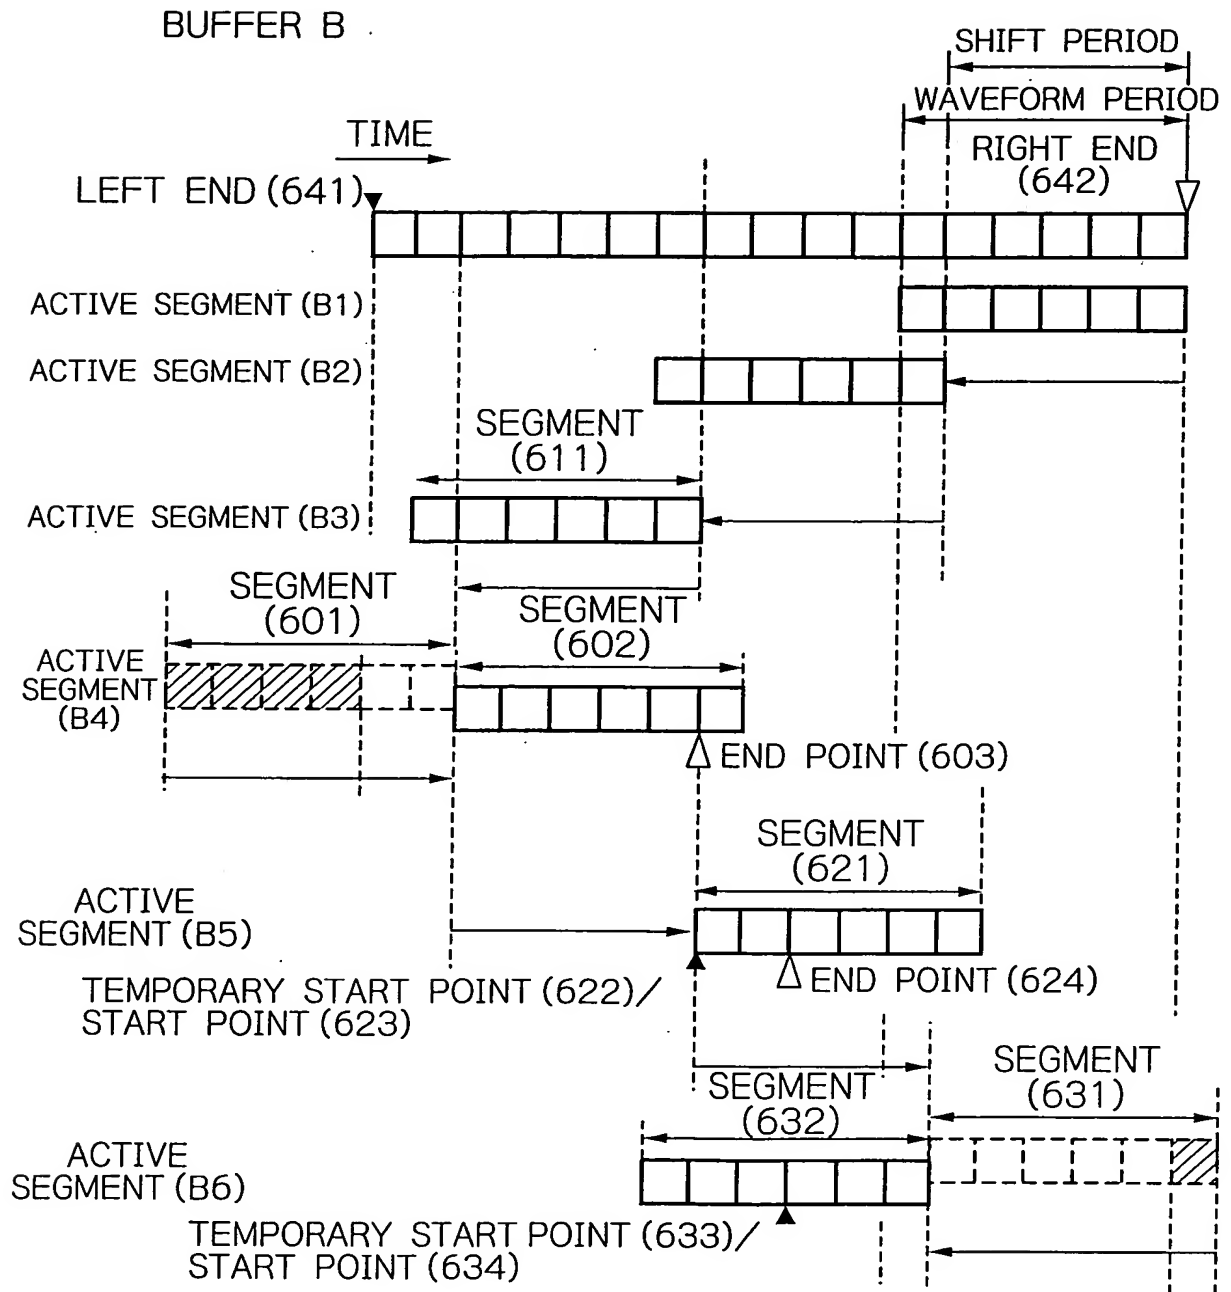 BUFFER B
SHIFT PERIOD
WAVEFORM PERIOD
TIME
RIGHT END
(642)
LEFT END (641)
ACTIVE SEGMENT (B1)
ACTIVE SEGMENT (B2)
SEGMENT
(611)
ACTIVE SEGMENT (B3)
SEGMENT
(601)
SEGMENT
(602)
ACTIVE
SEGMENT
(B4)
END POINT (603)
SEGMENT
(621)
ACTIVE
SEGMENT (B5)
END POINT (624)
TEMPORARY START POINT (622)/
START POINT (623)
SEGMENT
(631)
SEGMENT
(632)
ACTIVE
SEGMENT (B6)
TEMPORARY START POINT (633)/
START POINT (634)